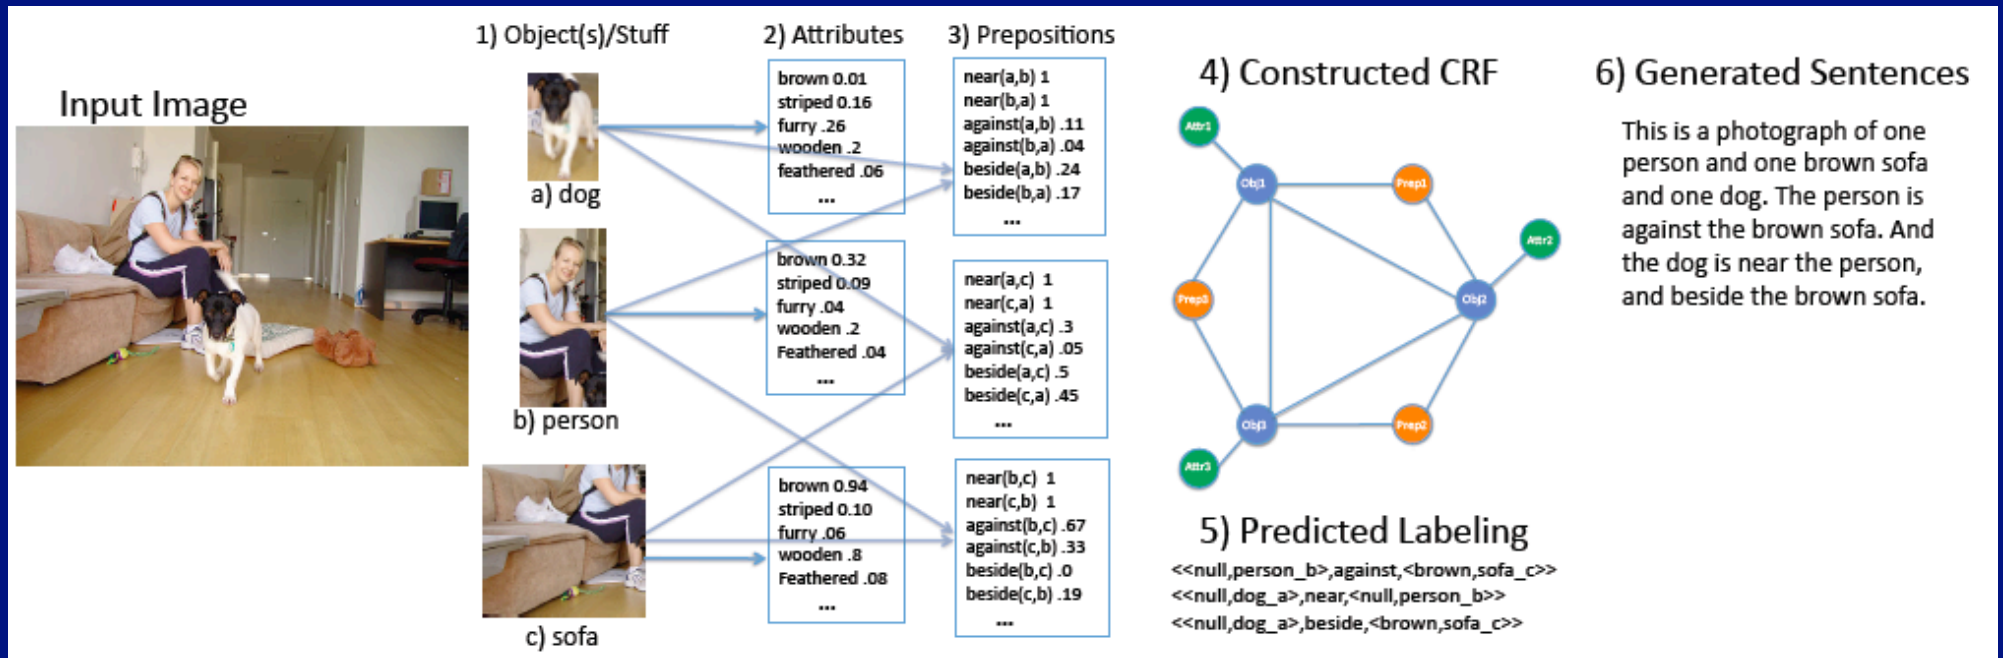 Input Image
1) Object(s)/Stuff
a) dog
b) person
c) sofa
2) Attributes
brown 0.01
striped 0.16
furry .26
wooden .2
feathered .06
...
brown 0.32
striped 0.09
furry .04
wooden .2
Feathered .04
...
brown 0.94
striped 0.10
furry .06
wooden .8
Feathered .08
...
3) Prepositions
near(a,b) 1
near(b,a) 1
against(a,b) .11
against(b,a) .04
beside(a,b) .24
beside(b,a) .17
...
near(a,c) 1
near(c,a) 1
against(a,c) .3
against(c,a) .05
beside(a,c) .5
beside(c,a) .45
...
near(b,c) 1
near(c,b) 1
against(b,c) .67
against(c,b) .33
beside(b,c) .0
beside(c,b) .19
...
4) Constructed CRF
Attr1
Obj1
Prep1
Attr2
Prep3
Obj2
Obj3
Prep2
Attr3
5) Predicted Labeling
<<null,person_b>,against,<brown,sofa_c>>
<<null,dog_a>,near,<null,person_b>>
<<null,dog_a>,beside,<brown,sofa_c>>
6) Generated Sentences
This is a photograph of one
person and one brown sofa
and one dog. The person is
against the brown sofa. And
the dog is near the person,
and beside the brown sofa.